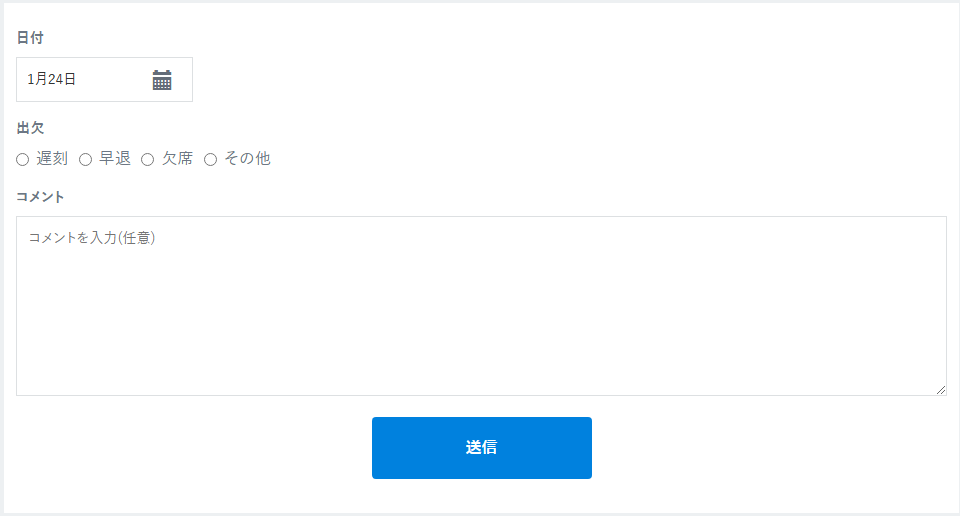 日付
1月24日
出欠
遅刻 早退 欠席 その他
コメント
コメントを入力(任意)
送信